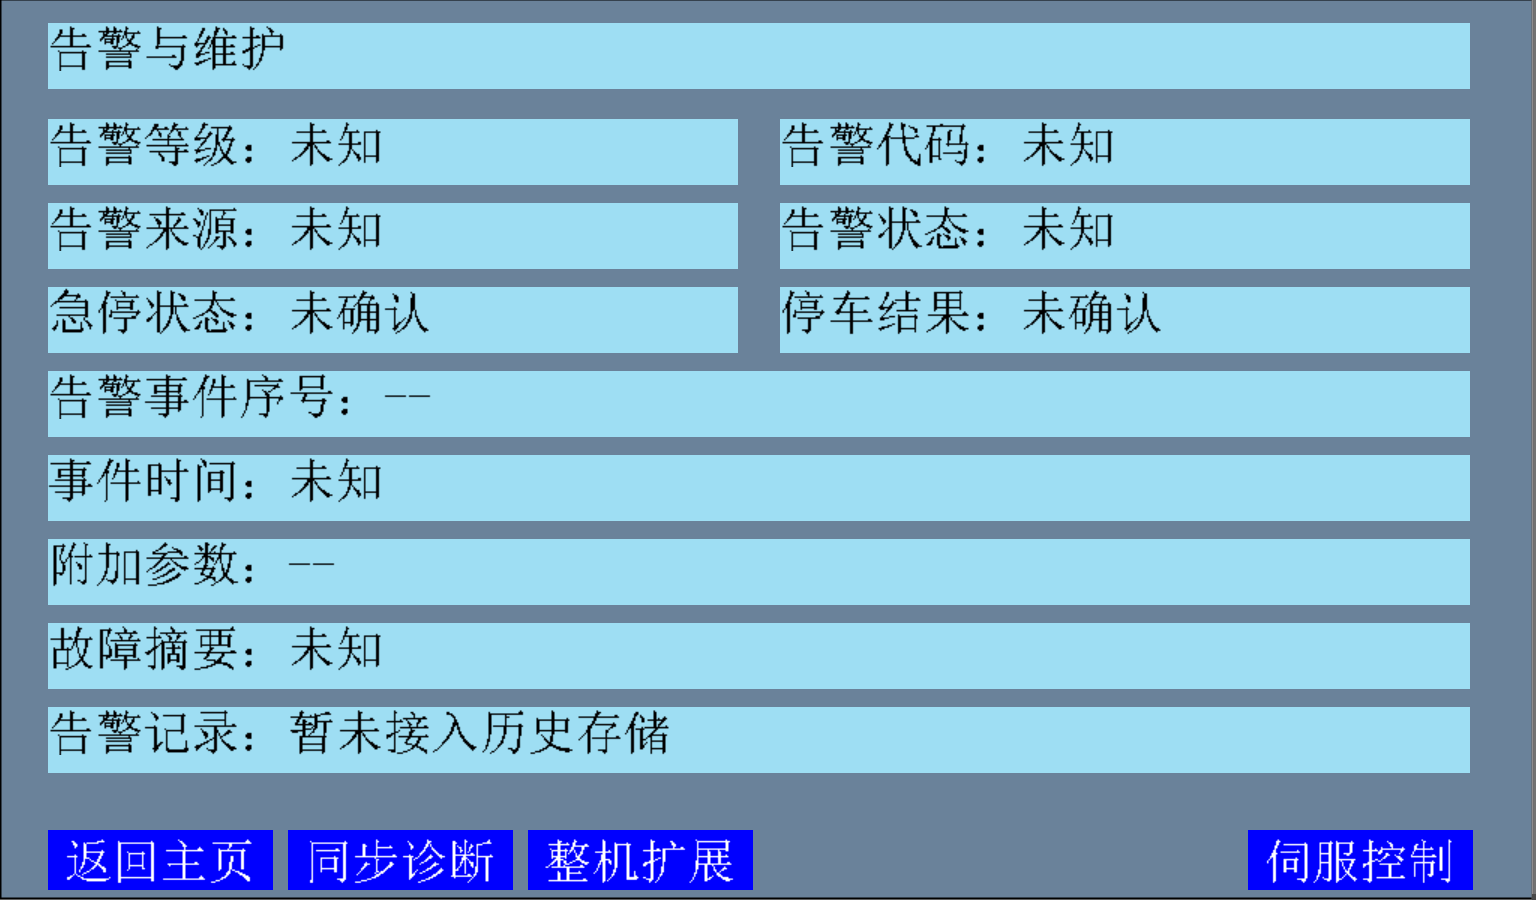 告警与维护
告警等级：未知
告警代码：未知
告警来源：未知
告警状态：未知
急停状态：未确认
停车结果：未确认
告警事件序号：--
事件时间：未知
附加参数：--
故障摘要：未知
告警记录：暂未接入历史存储
返回主页
同步诊断
整机扩展
伺服控制